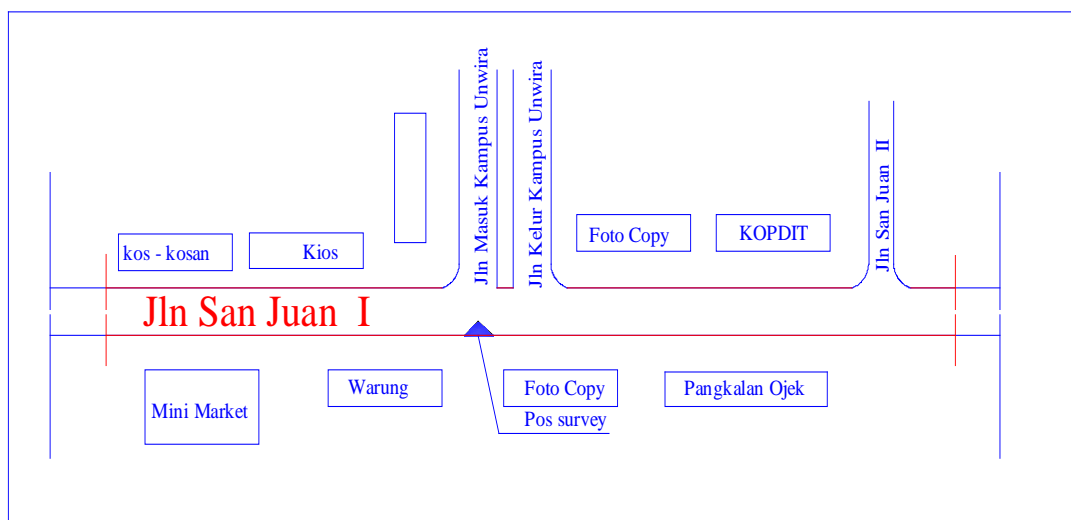 Jln Masuk Kampus Unwira
Jln Kelur Kampus Unwira
Jln San Juan II
kos - kosan
Kios
Foto Copy
KOPDIT
Jln San Juan I
Mini Market
Warung
Foto Copy
Pangkalan Ojek
Pos survey